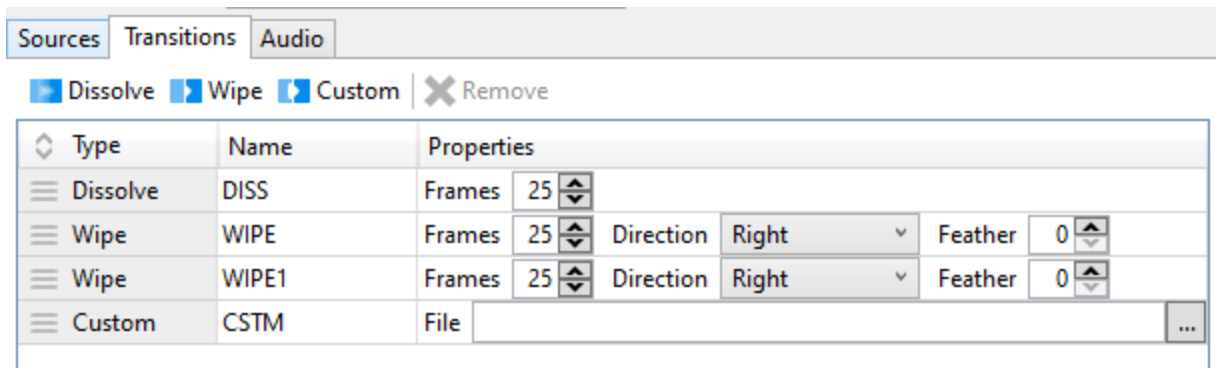 Sources Transitions Audio
Dissolve Wipe Custom Remove
Type Name Properties
Dissolve DISS Frames 25
Wipe WIPE Frames 25 Direction Right Feather 0
Wipe WIPE1 Frames 25 Direction Right Feather 0
Custom CSTM File ...